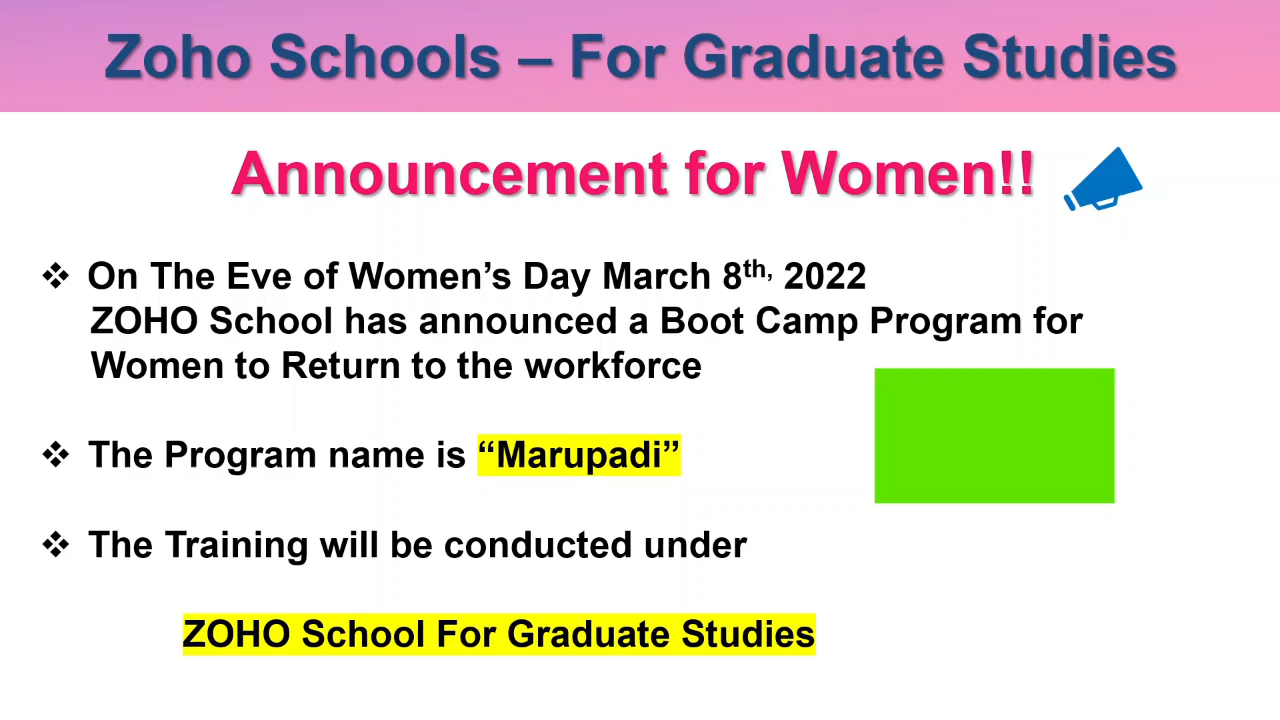 Zoho Schools – For Graduate Studies
Announcement for Women!!
❖ On The Eve of Women’s Day March 8th, 2022
ZOHO School has announced a Boot Camp Program for
Women to Return to the workforce
❖ The Program name is “Marupadi”
❖ The Training will be conducted under
ZOHO School For Graduate Studies